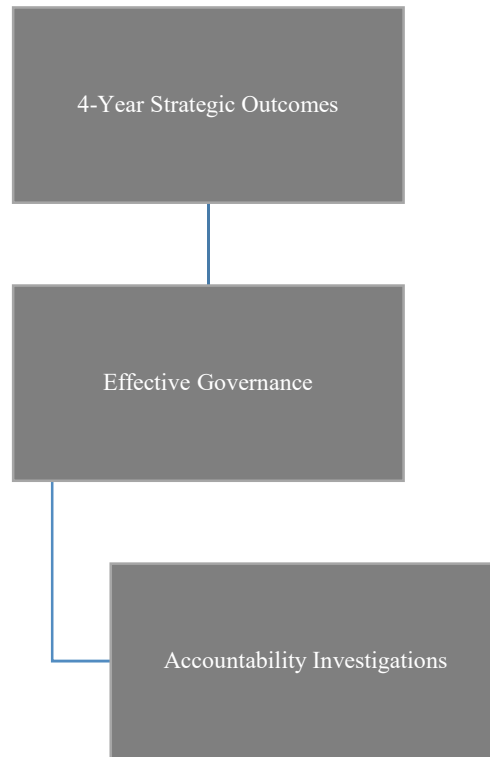 4-Year Strategic Outcomes
Effective Governance
Accountability Investigations